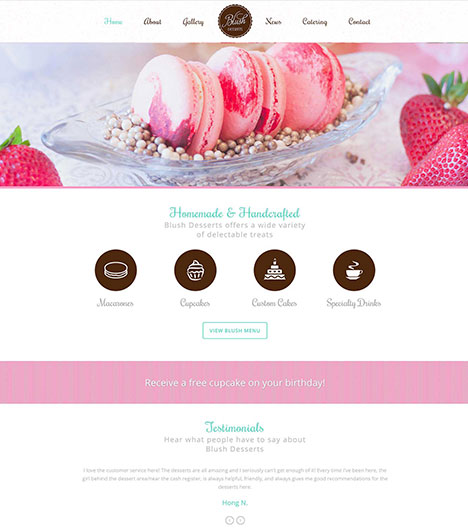 Home About Gallery Blush DESSERTS News Catering Contact
Homemade & Handcrafted
Blush Desserts offers a wide variety
of delectable treats
Macarones Cupcakes Custom Cakes Specialty Drinks
VIEW BLUSH MENU
Receive a free cupcake on your birthday!
Testimonials
Hear what people have to say about
Blush Desserts
I love the customer service here! The desserts are all amazing and I seriously can't get enough of it! Every time I've been here, the
girl behind the dessert ense/near the cash register, is always helpful, friendly, and always gives me good recommendations for the
desserts here.
Hong N.